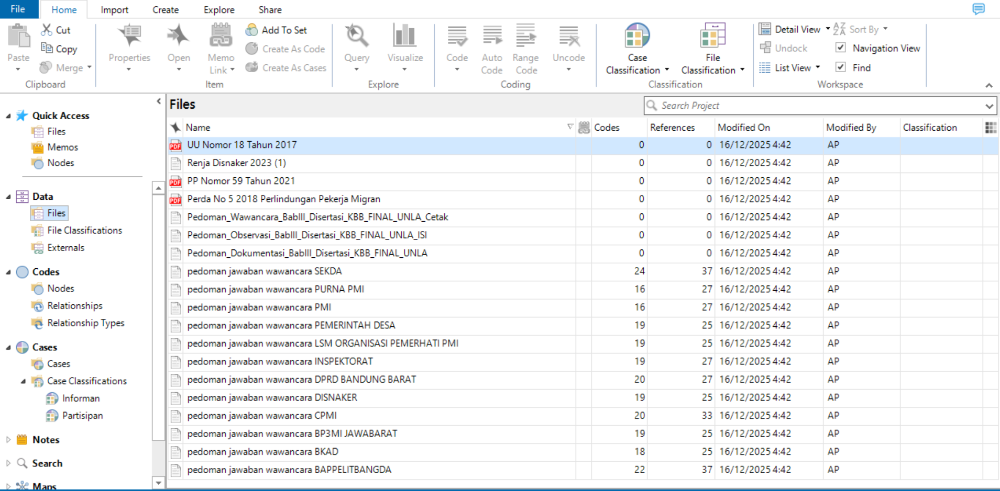 File Home Import Create Explore Share
Paste Cut Copy Merge
Clipboard
Properties Open Memo Link Add To Set Create As Code Create As Cases
Item
Query Visualize
Explore
Code Auto Code Range Code Uncode
Coding
Case Classification File Classification
Classification
Detail View Sort By
Undock Navigation View
List View Find
Workspace
Quick Access
Files
Memos
Nodes
Data
Files
File Classifications
Externals
Codes
Nodes
Relationships
Relationship Types
Cases
Cases
Case Classifications
Informan
Partisipan
Notes
Search
Maps
Files Search Project
Name Codes References Modified On Modified By Classification
PDF UU Nomor 18 Tahun 2017 0 0 16/12/2025 4:42 AP
Renja Disnaker 2023 (1) 0 0 16/12/2025 4:42 AP
PDF PP Nomor 59 Tahun 2021 0 0 16/12/2025 4:42 AP
PDF Perda No 5 2018 Perlindungan Pekerja Migran 0 0 16/12/2025 4:42 AP
Pedoman_Wawancara_BabIII_Disertasi_KBB_FINAL_UNLA_Cetak 0 0 16/12/2025 4:42 AP
Pedoman_Observasi_BabIII_Disertasi_KBB_FINAL_UNLA_ISI 0 0 16/12/2025 4:42 AP
Pedoman_Dokumentasi_BabIII_Disertasi_KBB_FINAL_UNLA 0 0 16/12/2025 4:42 AP
pedoman jawaban wawancara SEKDA 24 37 16/12/2025 4:42 AP
pedoman jawaban wawancara PURNA PMI 16 27 16/12/2025 4:42 AP
pedoman jawaban wawancara PMI 16 27 16/12/2025 4:42 AP
pedoman jawaban wawancara PEMERINTAH DESA 19 25 16/12/2025 4:42 AP
pedoman jawaban wawancara LSM ORGANISASI PEMERHATI PMI 19 25 16/12/2025 4:42 AP
pedoman jawaban wawancara INSPEKTORAT 19 27 16/12/2025 4:42 AP
pedoman jawaban wawancara DPRD BANDUNG BARAT 20 27 16/12/2025 4:42 AP
pedoman jawaban wawancara DISNAKER 19 25 16/12/2025 4:42 AP
pedoman jawaban wawancara CPMI 20 33 16/12/2025 4:42 AP
pedoman jawaban wawancara BP3MI JAWABARAT 19 25 16/12/2025 4:42 AP
pedoman jawaban wawancara BKAD 18 25 16/12/2025 4:42 AP
pedoman jawaban wawancara BAPPELITBANGDA 22 37 16/12/2025 4:42 AP